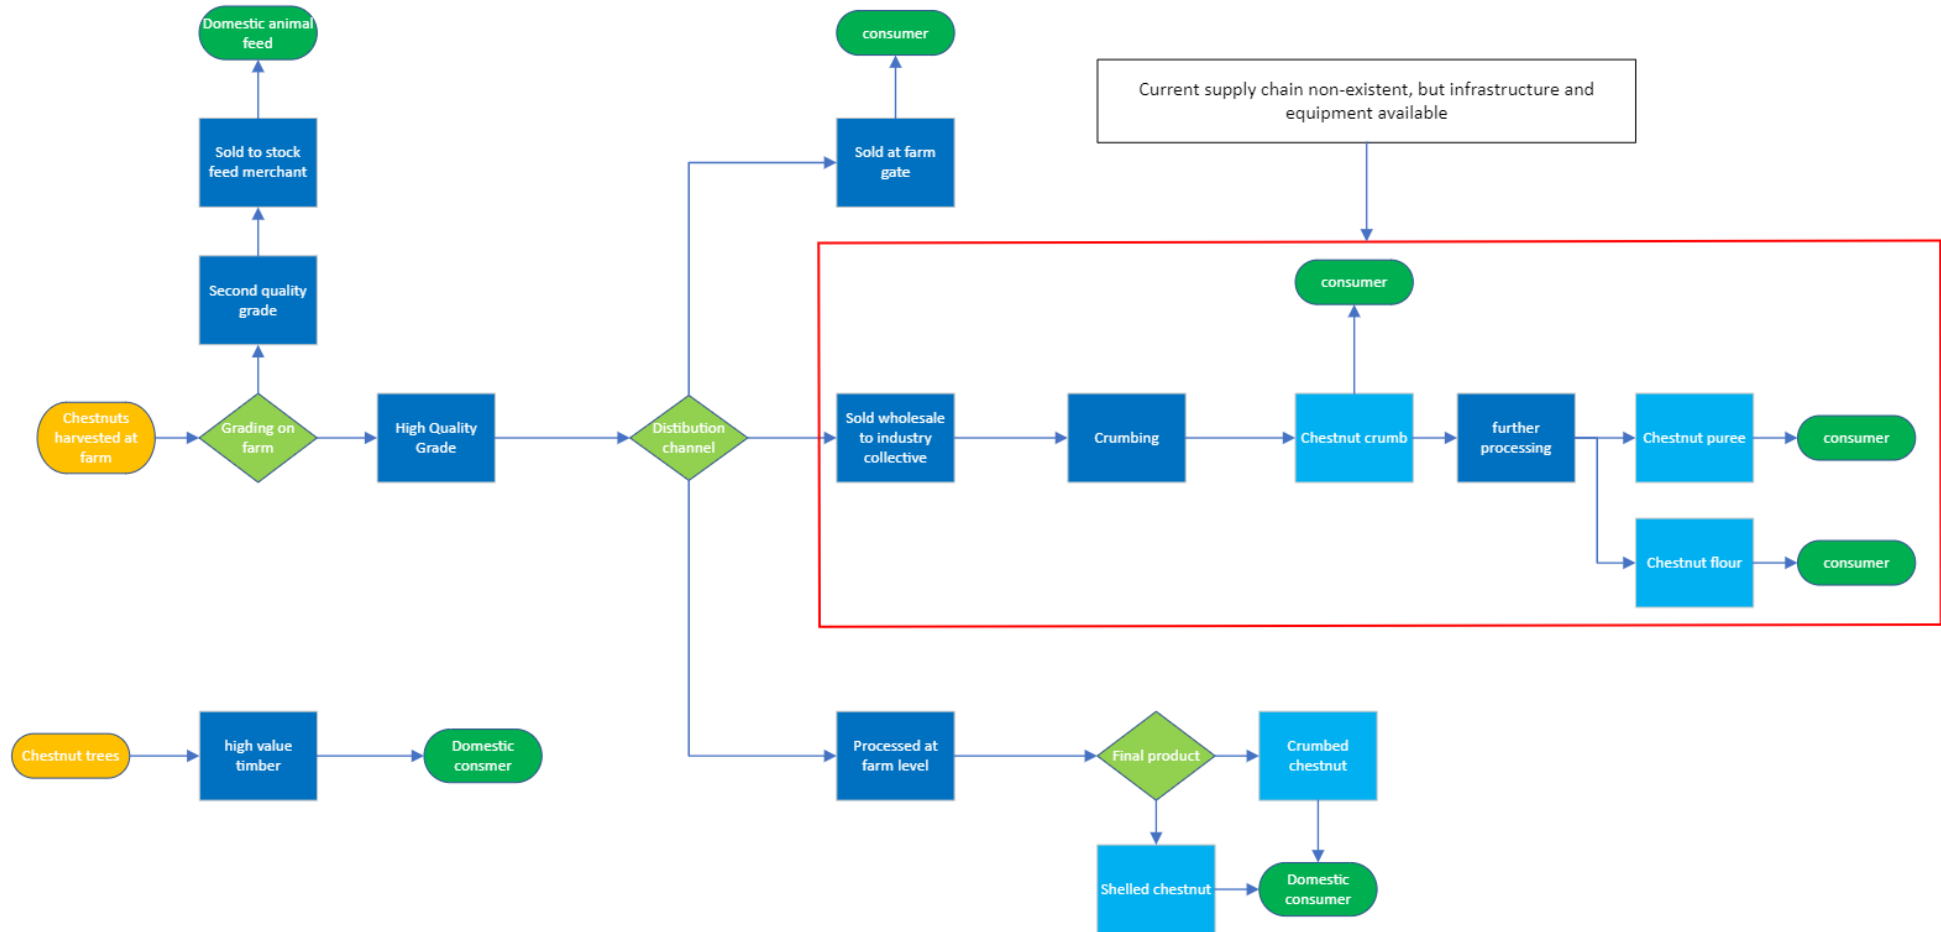 Domestic animal
feed
consumer
Current supply chain non-existent, but infrastructure and
equipment available
Sold to stock
feed merchant
Sold at farm
gate
Second quality
grade
consumer
Chestnuts
harvested at
farm
Grading on
farm
High Quality
Grade
Distibution
channel
Sold wholesale
to industry
collective
Crumbing
Chestnut crumb
further
processing
Chestnut puree
consumer
Chestnut flour
consumer
Chestnut trees
high value
timber
Domestic
consmer
Processed at
farm level
Final product
Crumbed
chestnut
Shelled chestnut
Domestic
consumer